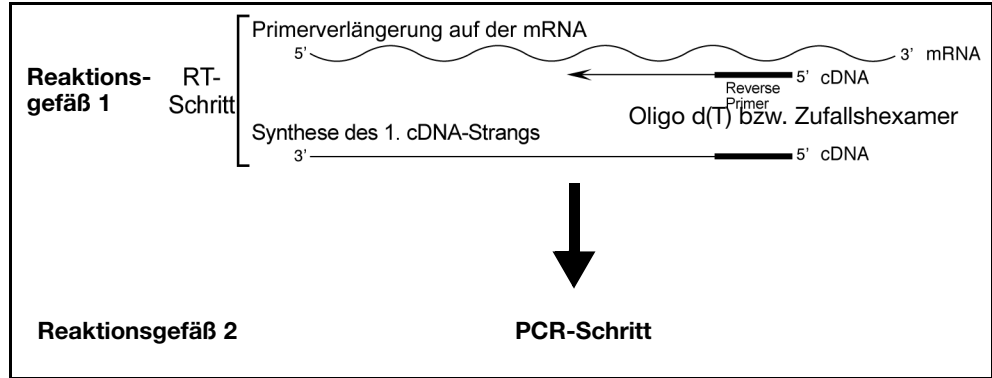 Primerverlängerung auf der mRNA
5’ 3’ mRNA
Reaktions-
gefäß 1
RT-
Schritt
5’ cDNA
Reverse
Primer
Oligo d(T) bzw. Zufallshexamer
Synthese des 1. cDNA-Strangs
3’ 5’ cDNA
Reaktionsgefäß 2 PCR-Schritt